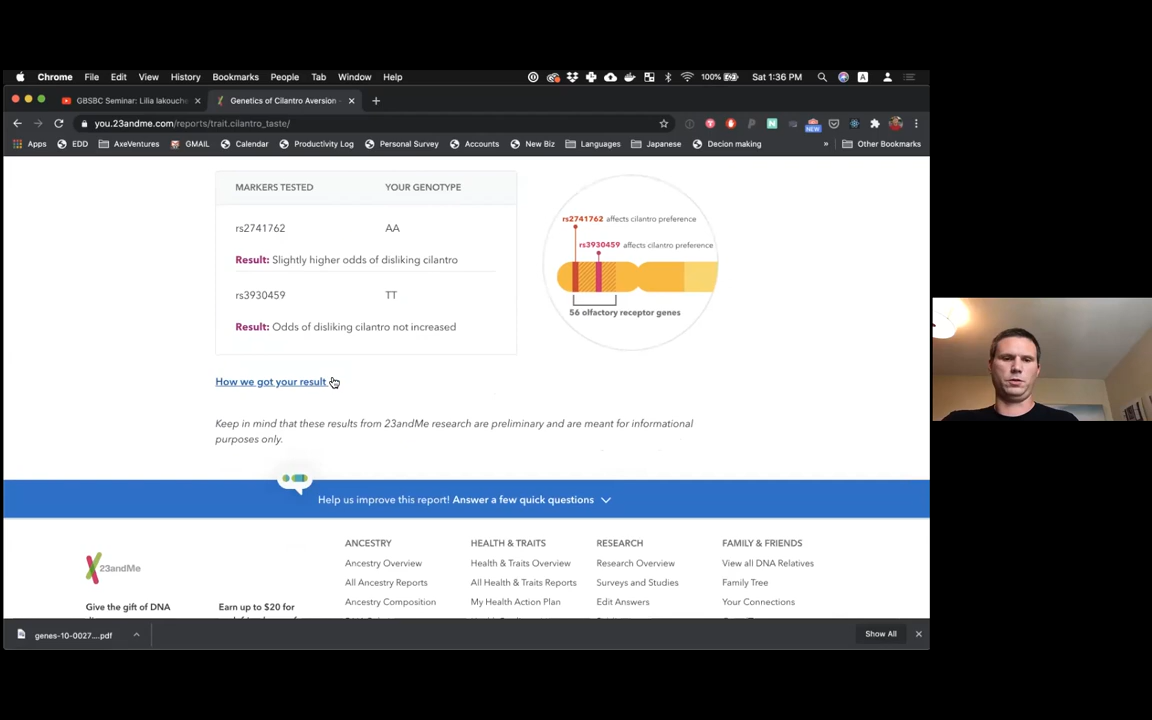 Chrome File Edit View History Bookmarks People Tab Window Help 100% Sat 1:36 PM A
GBSBC Seminar: Lilia Iakouche × Genetics of Cilantro Aversion - × +
you.23andme.com/reports/trait.cilantro_taste/ NEW
Apps EDD AxeVentures GMAIL Calendar Productivity Log Personal Survey Accounts New Biz Languages Japanese Decion making » Other Bookmarks
MARKERS TESTED YOUR GENOTYPE
rs2741762 AA
Result: Slightly higher odds of disliking cilantro
rs3930459 TT
Result: Odds of disliking cilantro not increased
rs2741762 affects cilantro preference
rs3930459 affects cilantro preference
56 olfactory receptor genes
How we got your result
Keep in mind that these results from 23andMe research are preliminary and are meant for informational
purposes only.
Help us improve this report! Answer a few quick questions
23andMe
Give the gift of DNA
Earn up to $20 for
ANCESTRY
Ancestry Overview
All Ancestry Reports
Ancestry Composition
HEALTH & TRAITS
Health & Traits Overview
All Health & Traits Reports
My Health Action Plan
RESEARCH
Research Overview
Surveys and Studies
Edit Answers
FAMILY & FRIENDS
View all DNA Relatives
Family Tree
Your Connections
genes-10-0027....pdf Show All ×